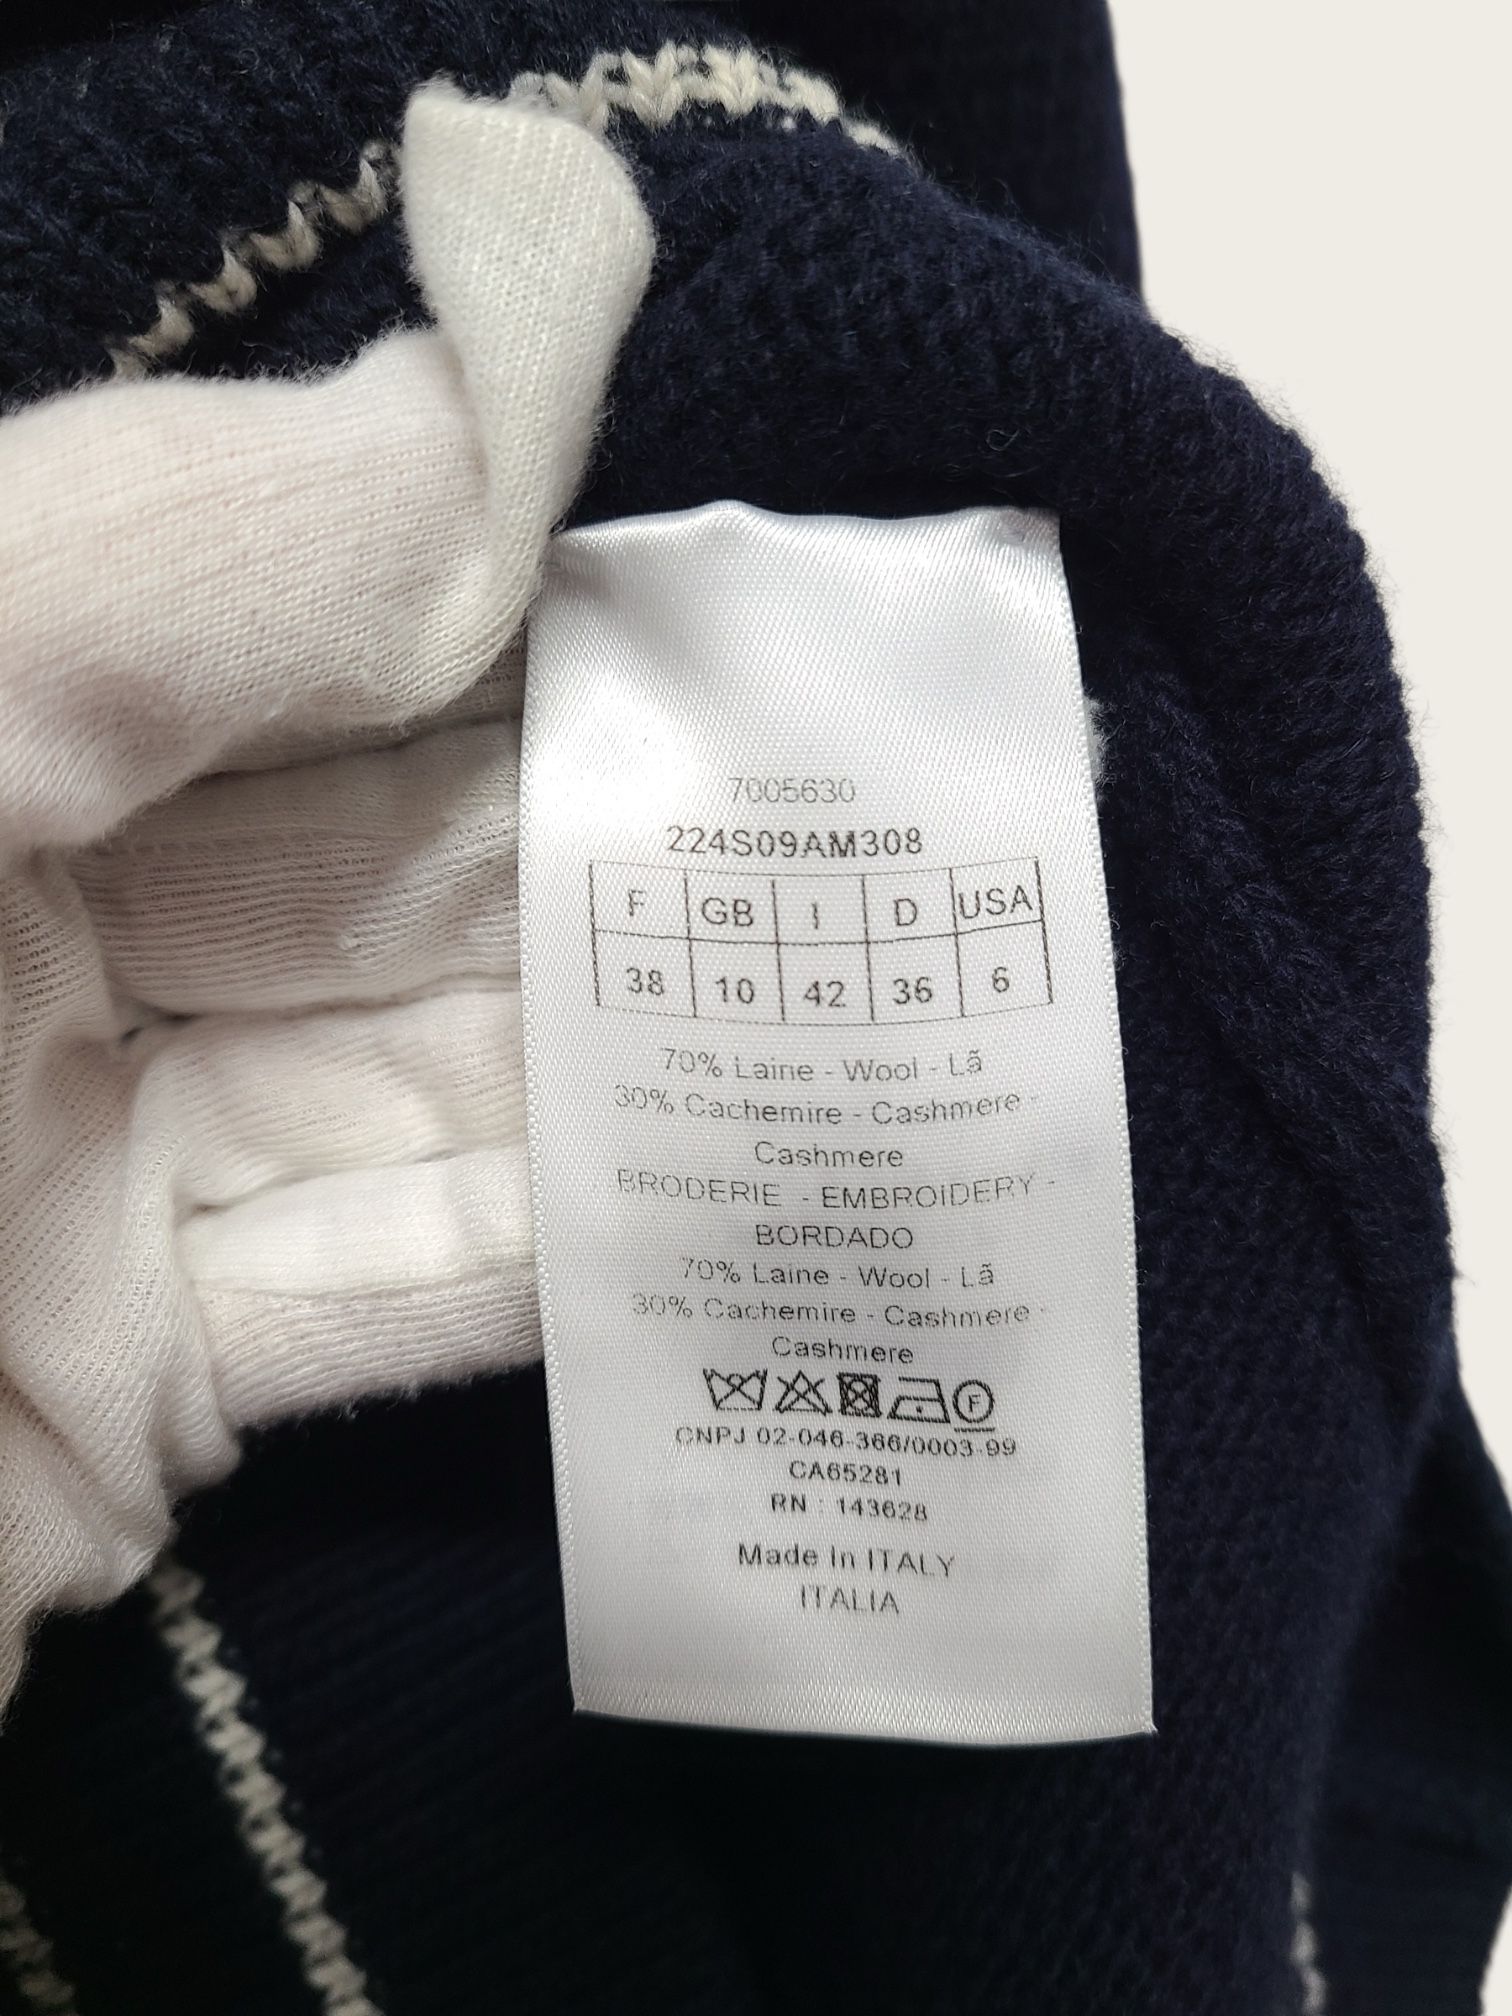 7005630
224S09AM308
F GB I D USA
38 10 42 36 6
70% Laine - Wool - Lã
30% Cachemire - Cashmere -
Cashmere
BRODERIE - EMBROIDERY -
BORDADO
70% Laine - Wool - Lã
30% Cachemire - Cashmere -
Cashmere
F
CNPJ 02-046-366/0003-99
CA65281
RN : 143628
Made In ITALY
ITALIA